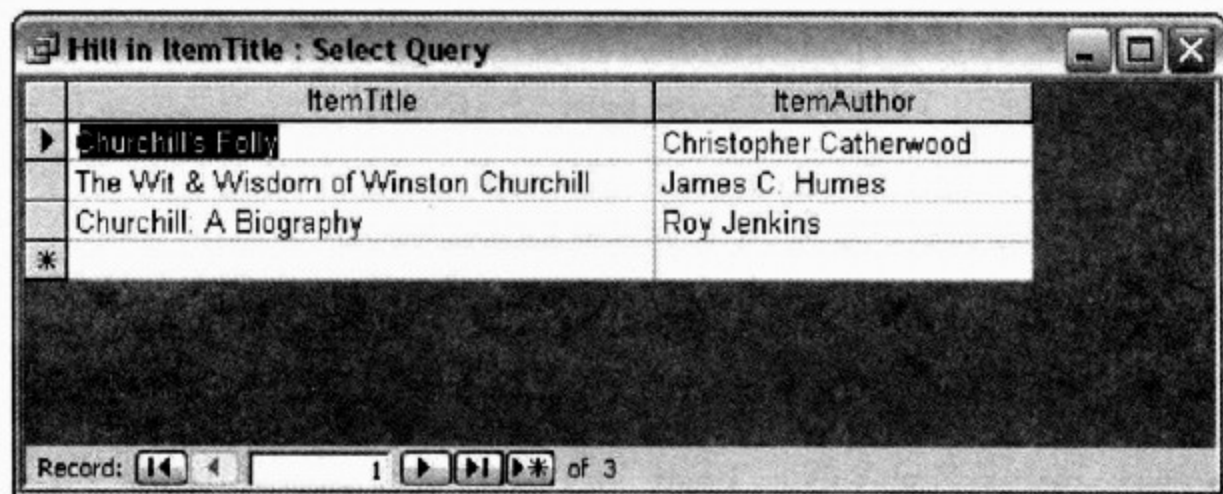 Hill in ItemTitle : Select Query
ItemTitle ItemAuthor
Churchill's Folly Christopher Catherwood
The Wit & Wisdom of Winston Churchill James C. Humes
Churchill: A Biography Roy Jenkins
Record: 1 of 3